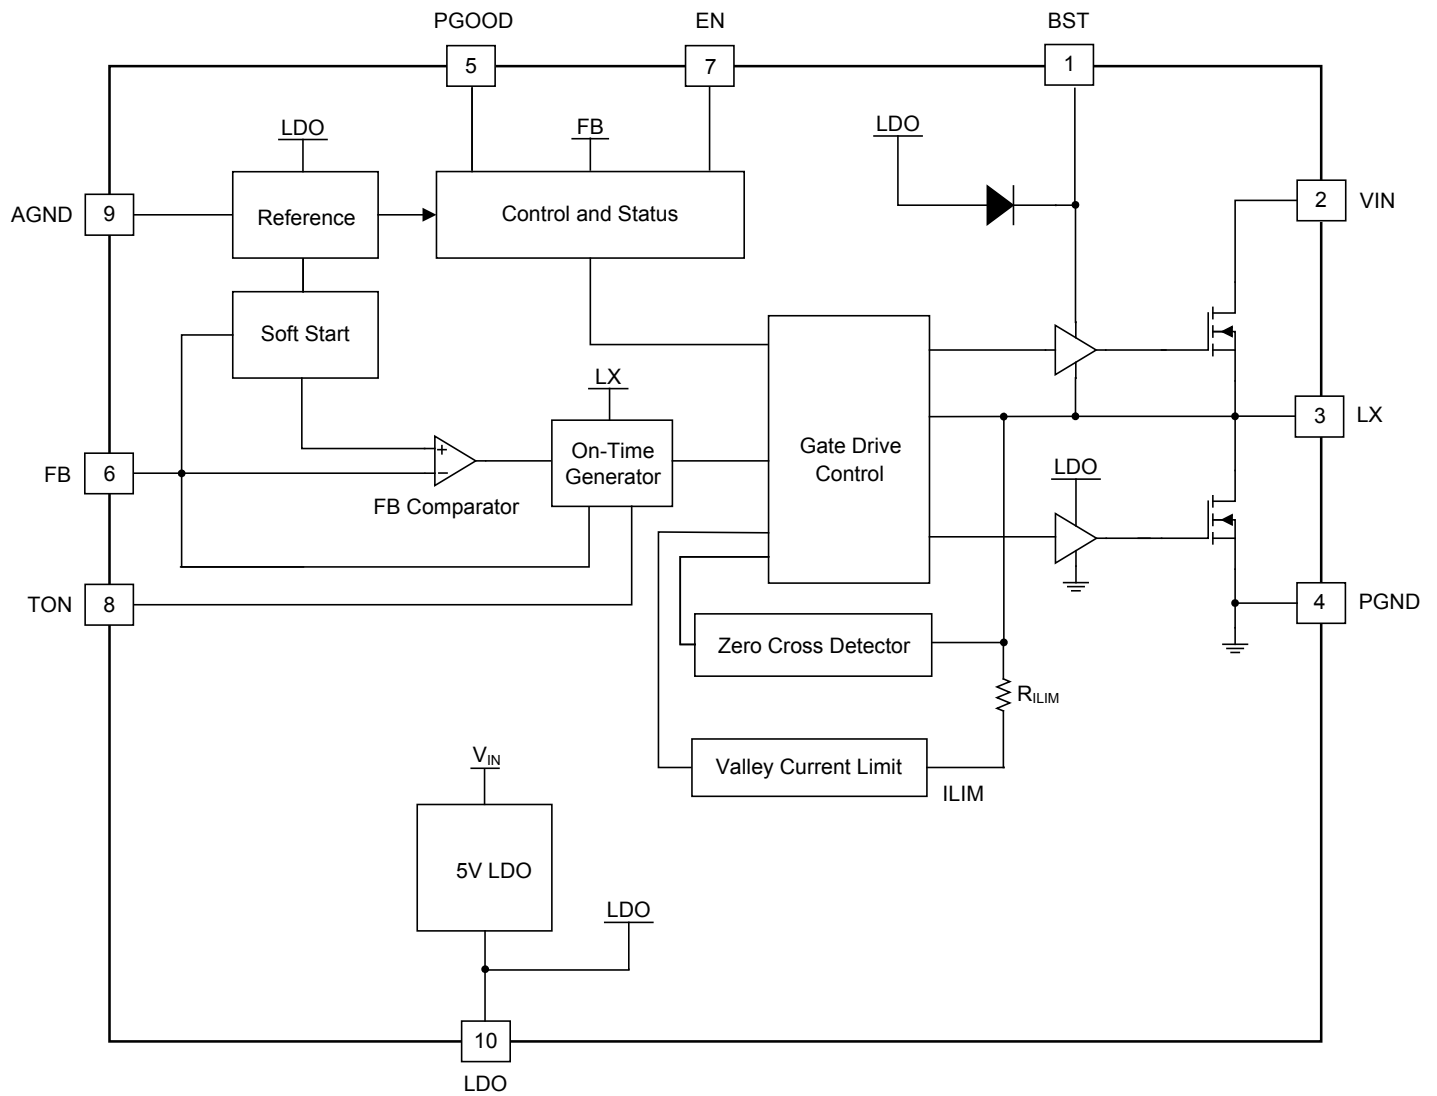 PGOOD
EN
BST
5
7
1
LDO
FB
LDO
AGND
9
Reference
Control and Status
2
VIN
Soft Start
LX
3
LX
FB
6
+
−
FB Comparator
On-Time
Generator
Gate Drive
Control
LDO
TON
8
4
PGND
Zero Cross Detector
RILIM
Valley Current Limit
ILIM
VIN
5V LDO
LDO
10
LDO